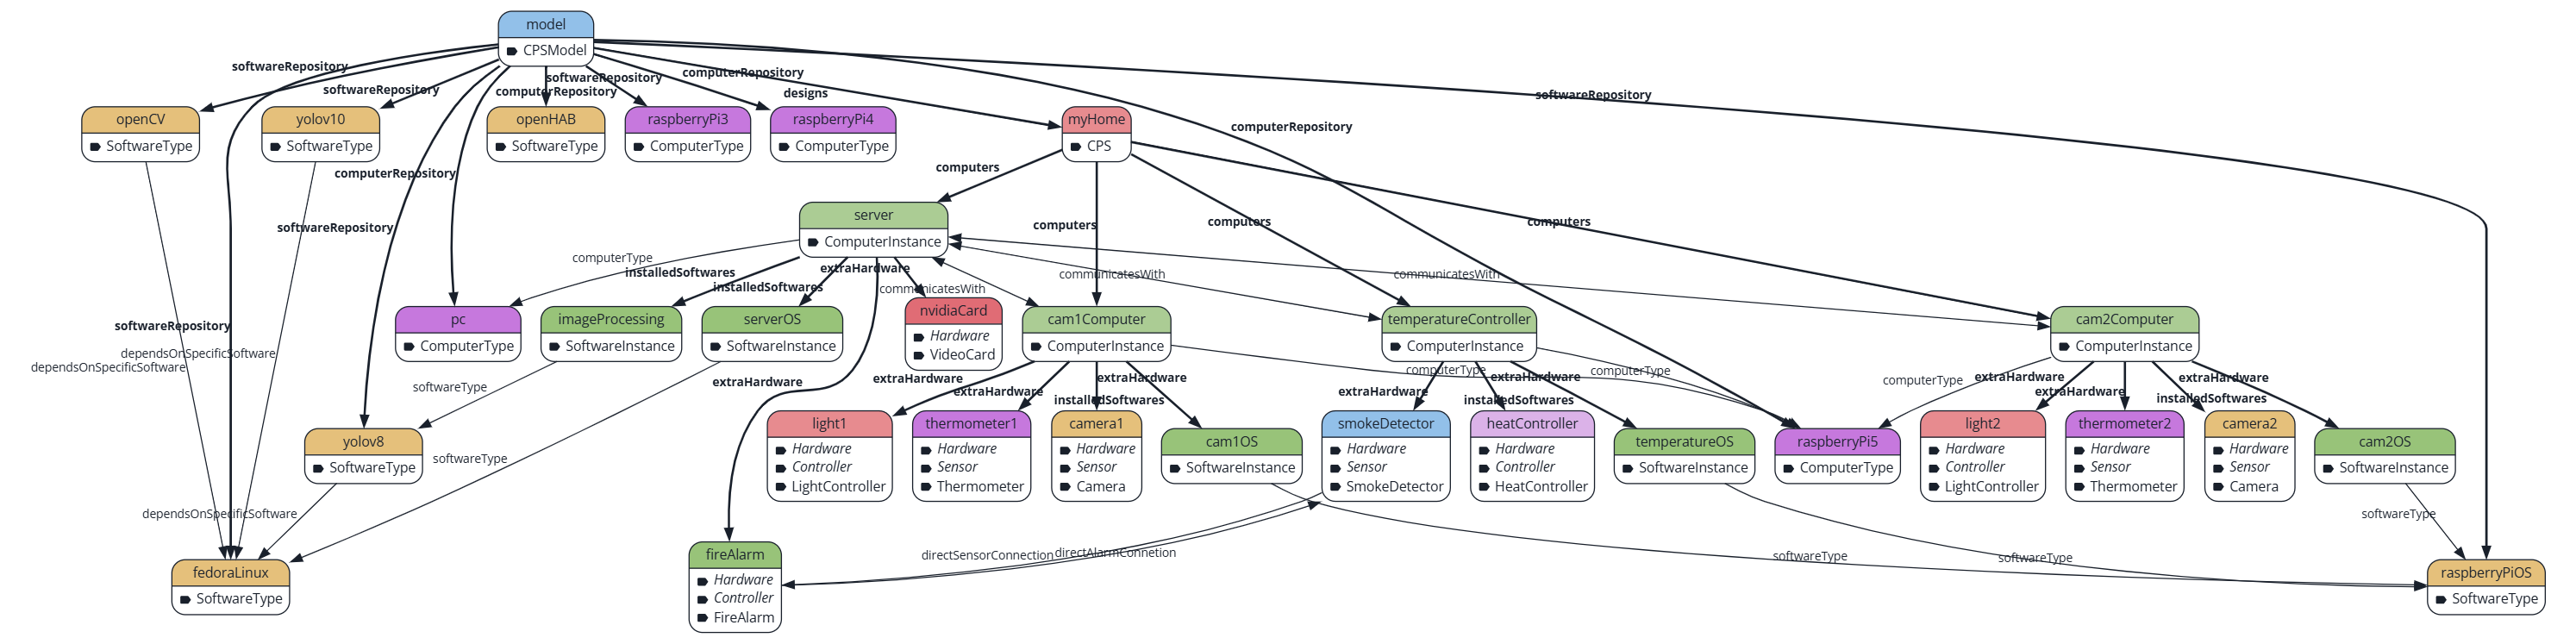 model
CPSModel
softwareRepository
softwareRepository
computerRepository
softwareRepository
computerRepository
designs
softwareRepository
openCV
SoftwareType
yolov10
SoftwareType
openHAB
SoftwareType
raspberryPi3
ComputerType
raspberryPi4
ComputerType
myHome
CPS
computerRepository
computers
computerRepository
softwareRepository
server
ComputerInstance
computers
computers
computers
computerType
installedSoftwares
extraHardware
installedSoftwares
communicatesWith
communicatesWith
communicatesWith
softwareRepository
dependsOnSpecificSoftware
dependsOnSpecificSoftware
pc
ComputerType
imageProcessing
SoftwareInstance
serverOS
SoftwareInstance
nvidiaCard
Hardware
VideoCard
cam1Computer
ComputerInstance
temperatureController
ComputerInstance
cam2Computer
ComputerInstance
softwareType
extraHardware
extraHardware
extraHardware
extraHardware
installedSoftwares
computerType
extraHardware
extraHardware
installedSoftwares
computerType
computerType
extraHardware
extraHardware
extraHardware
installedSoftwares
yolov8
SoftwareType
softwareType
light1
Hardware
Controller
LightController
thermometer1
Hardware
Sensor
Thermometer
camera1
Hardware
Sensor
Camera
cam1OS
SoftwareInstance
smokeDetector
Hardware
Sensor
SmokeDetector
heatController
Hardware
Controller
HeatController
temperatureOS
SoftwareInstance
raspberryPi5
ComputerType
light2
Hardware
Controller
LightController
thermometer2
Hardware
Sensor
Thermometer
camera2
Hardware
Sensor
Camera
cam2OS
SoftwareInstance
dependsOnSpecificSoftware
directSensorConnection
directAlarmConnetion
softwareType
softwareType
softwareType
fedoraLinux
SoftwareType
fireAlarm
Hardware
Controller
FireAlarm
raspberryPiOS
SoftwareType